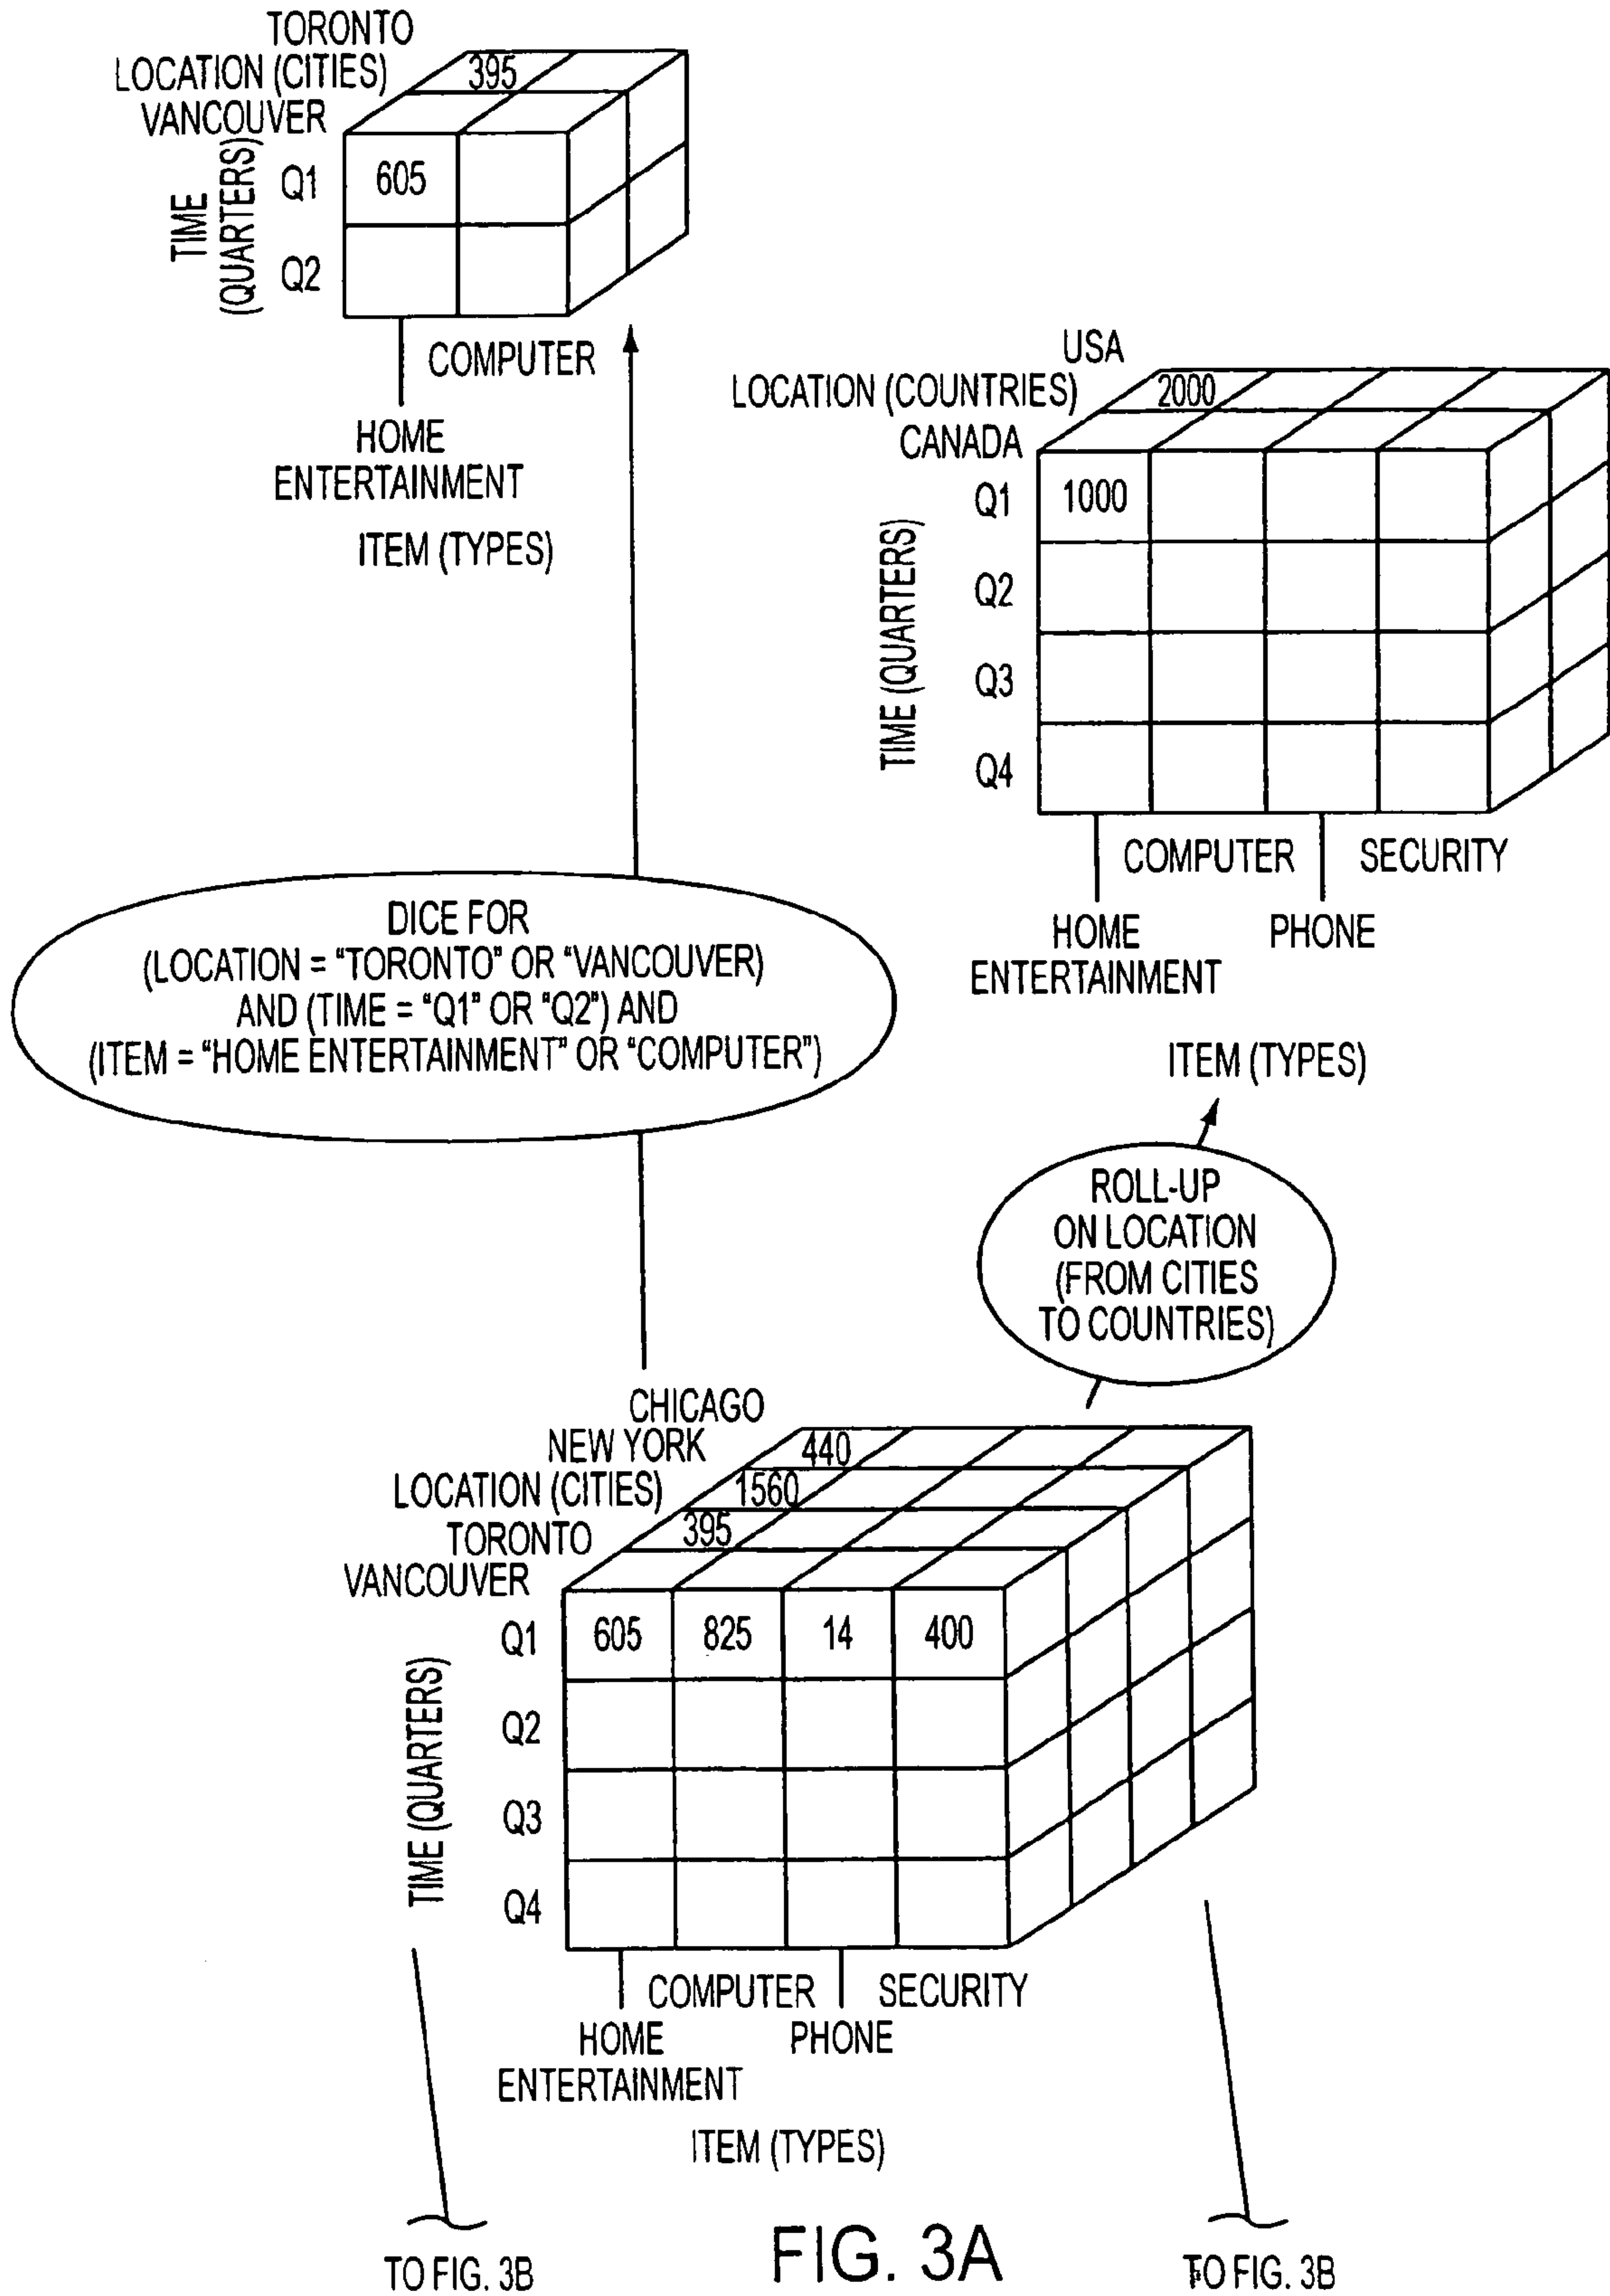 TORONTO
LOCATION (CITIES)
395
VANCOUVER
TIME
(QUARTERS)
Q1
605
Q2
COMPUTER
HOME
ENTERTAINMENT
ITEM (TYPES)
USA
LOCATION (COUNTRIES)
2000
CANADA
TIME (QUARTERS)
Q1
1000
Q2
Q3
Q4
COMPUTER
SECURITY
HOME
ENTERTAINMENT
PHONE
ITEM (TYPES)
DICE FOR
(LOCATION = "TORONTO" OR "VANCOUVER)
AND (TIME = "Q1" OR "Q2") AND
(ITEM = "HOME ENTERTAINMENT" OR "COMPUTER")
ROLL-UP
ON LOCATION
(FROM CITIES
TO COUNTRIES)
CHICAGO
440
NEW YORK
1560
LOCATION (CITIES)
395
TORONTO
VANCOUVER
TIME (QUARTERS)
Q1 605 825 14 400
Q2
Q3
Q4
COMPUTER
SECURITY
HOME
ENTERTAINMENT
PHONE
ITEM (TYPES)
TO FIG. 3B
FIG. 3A
TO FIG. 3B